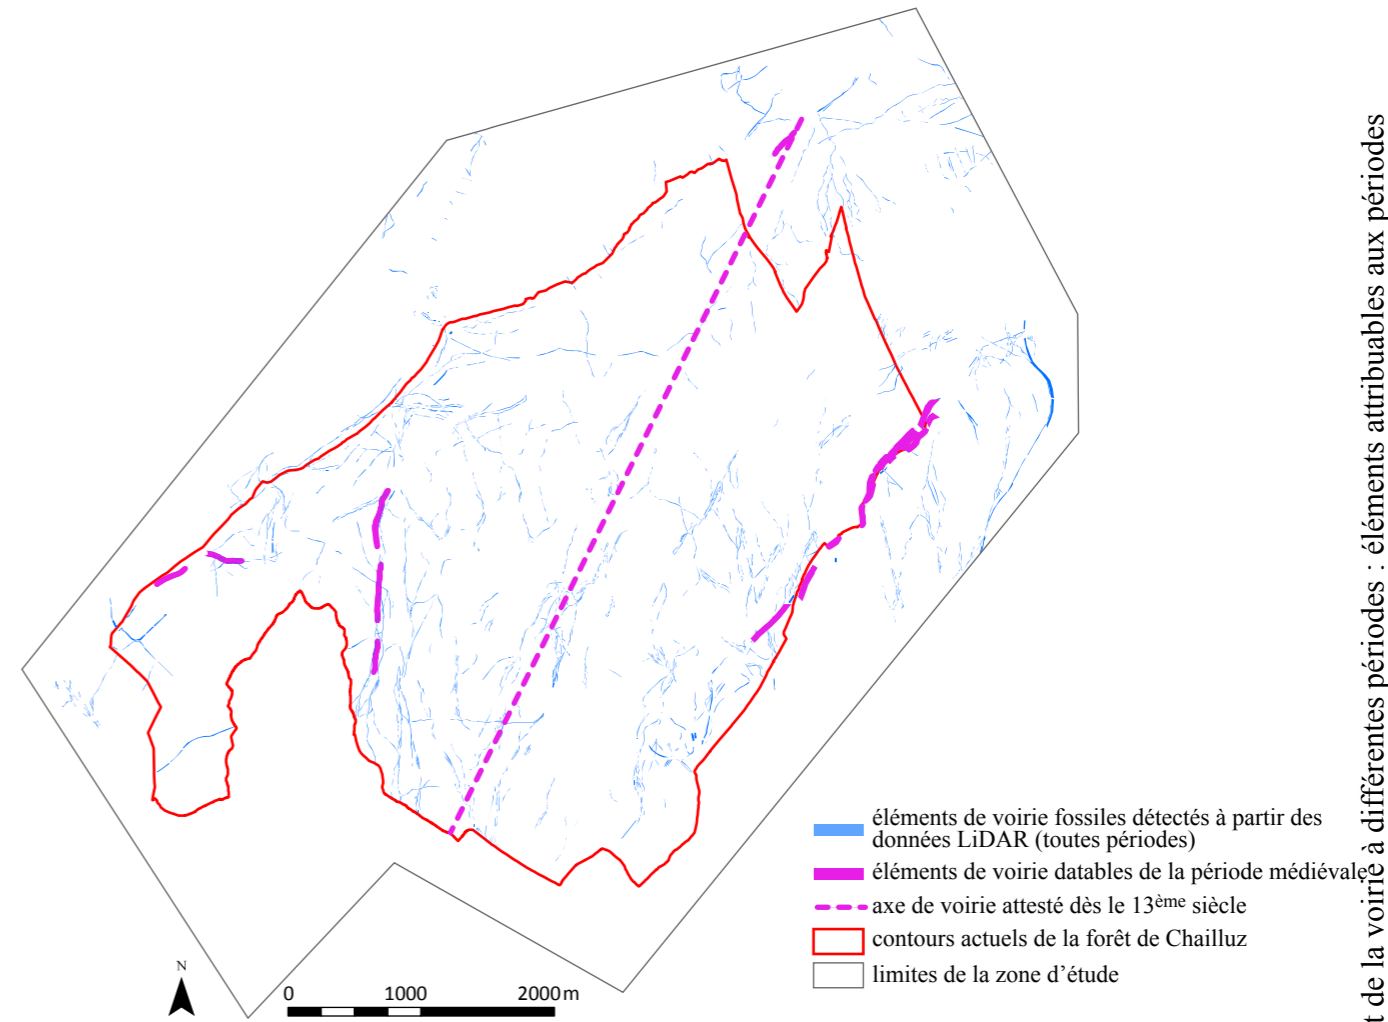 éléments de voirie fossiles détectés à partir des
données LiDAR (toutes périodes)
éléments de voirie datables de la période médiévale
axe de voirie attesté dès le 13ème siècle
contours actuels de la forêt de Chailluz
limites de la zone d'étude
N
0 1000 2000 m
t de la voirie à différentes périodes : éléments attribuables aux périodes